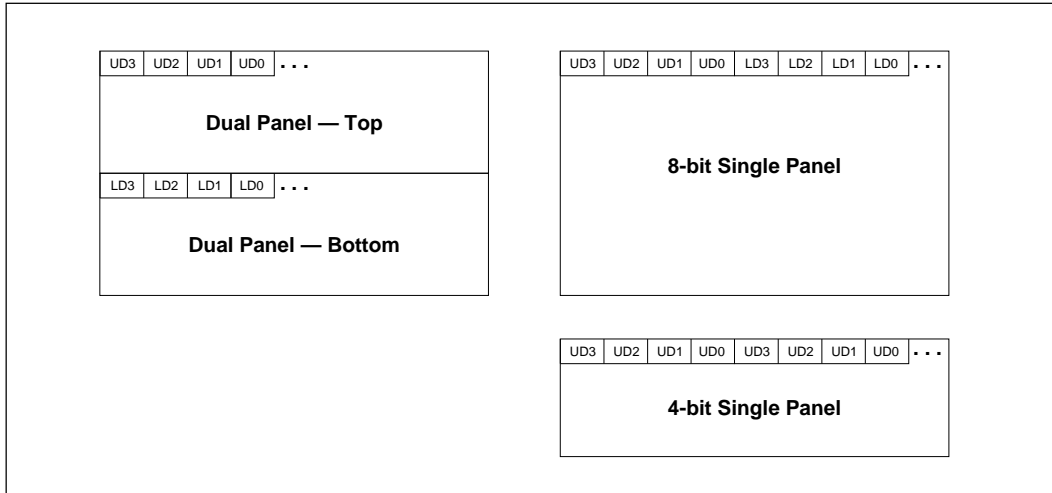 UD3 UD2 UD1 UD0 . . .
Dual Panel — Top
LD3 LD2 LD1 LD0 . . .
Dual Panel — Bottom
UD3 UD2 UD1 UD0 LD3 LD2 LD1 LD0 . . .
8-bit Single Panel
UD3 UD2 UD1 UD0 UD3 UD2 UD1 UD0 . . .
4-bit Single Panel